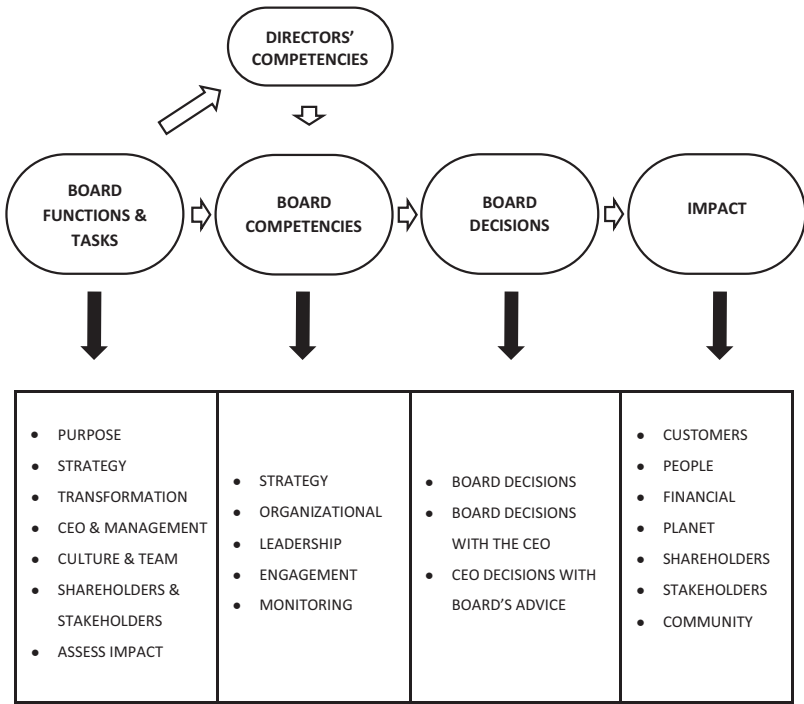 DIRECTORS'
COMPETENCIES
BOARD
FUNCTIONS &
TASKS
BOARD
COMPETENCIES
BOARD
DECISIONS
IMPACT
● PURPOSE
● STRATEGY
● TRANSFORMATION
● CEO & MANAGEMENT
● CULTURE & TEAM
● SHAREHOLDERS &
STAKEHOLDERS
● ASSESS IMPACT
● STRATEGY
● ORGANIZATIONAL
● LEADERSHIP
● ENGAGEMENT
● MONITORING
● BOARD DECISIONS
● BOARD DECISIONS
WITH THE CEO
● CEO DECISIONS WITH
BOARD’S ADVICE
● CUSTOMERS
● PEOPLE
● FINANCIAL
● PLANET
● SHAREHOLDERS
● STAKEHOLDERS
● COMMUNITY